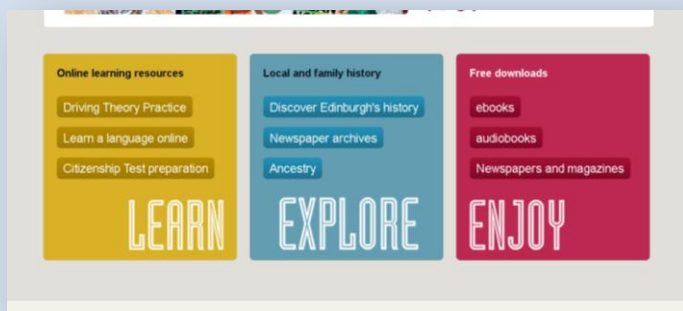 Online learning resources
Driving Theory Practice
Learn a language online
Citizenship Test preparation
LEARN
Local and family history
Discover Edinburgh's history
Newspaper archives
Ancestry
EXPLORE
Free downloads
ebooks
audiobooks
Newspapers and magazines
ENJOY